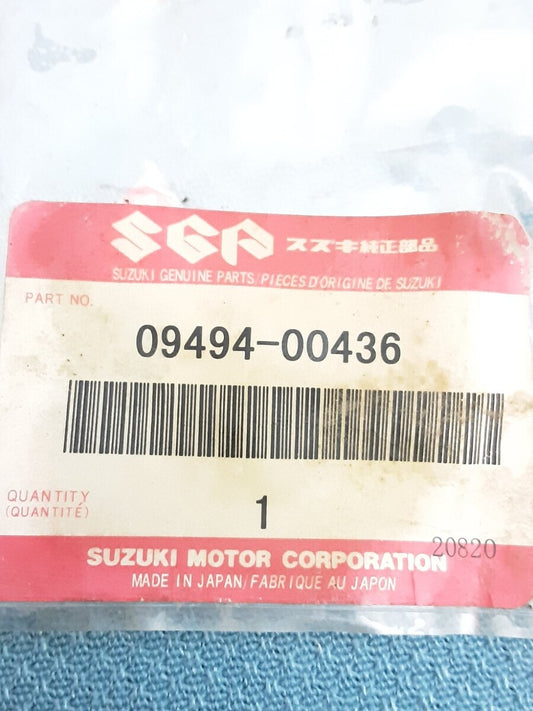 SGP スズキ純正部品
SUZUKI GENUINE PARTS/PIECES D'ORIGINE DE SUZUKI
PART NO.
09494-00436
QUANTITY
(QUANTITÉ)
1
20820
SUZUKI MOTOR CORPORATION
MADE IN JAPAN/FABRIQUE AU JAPON